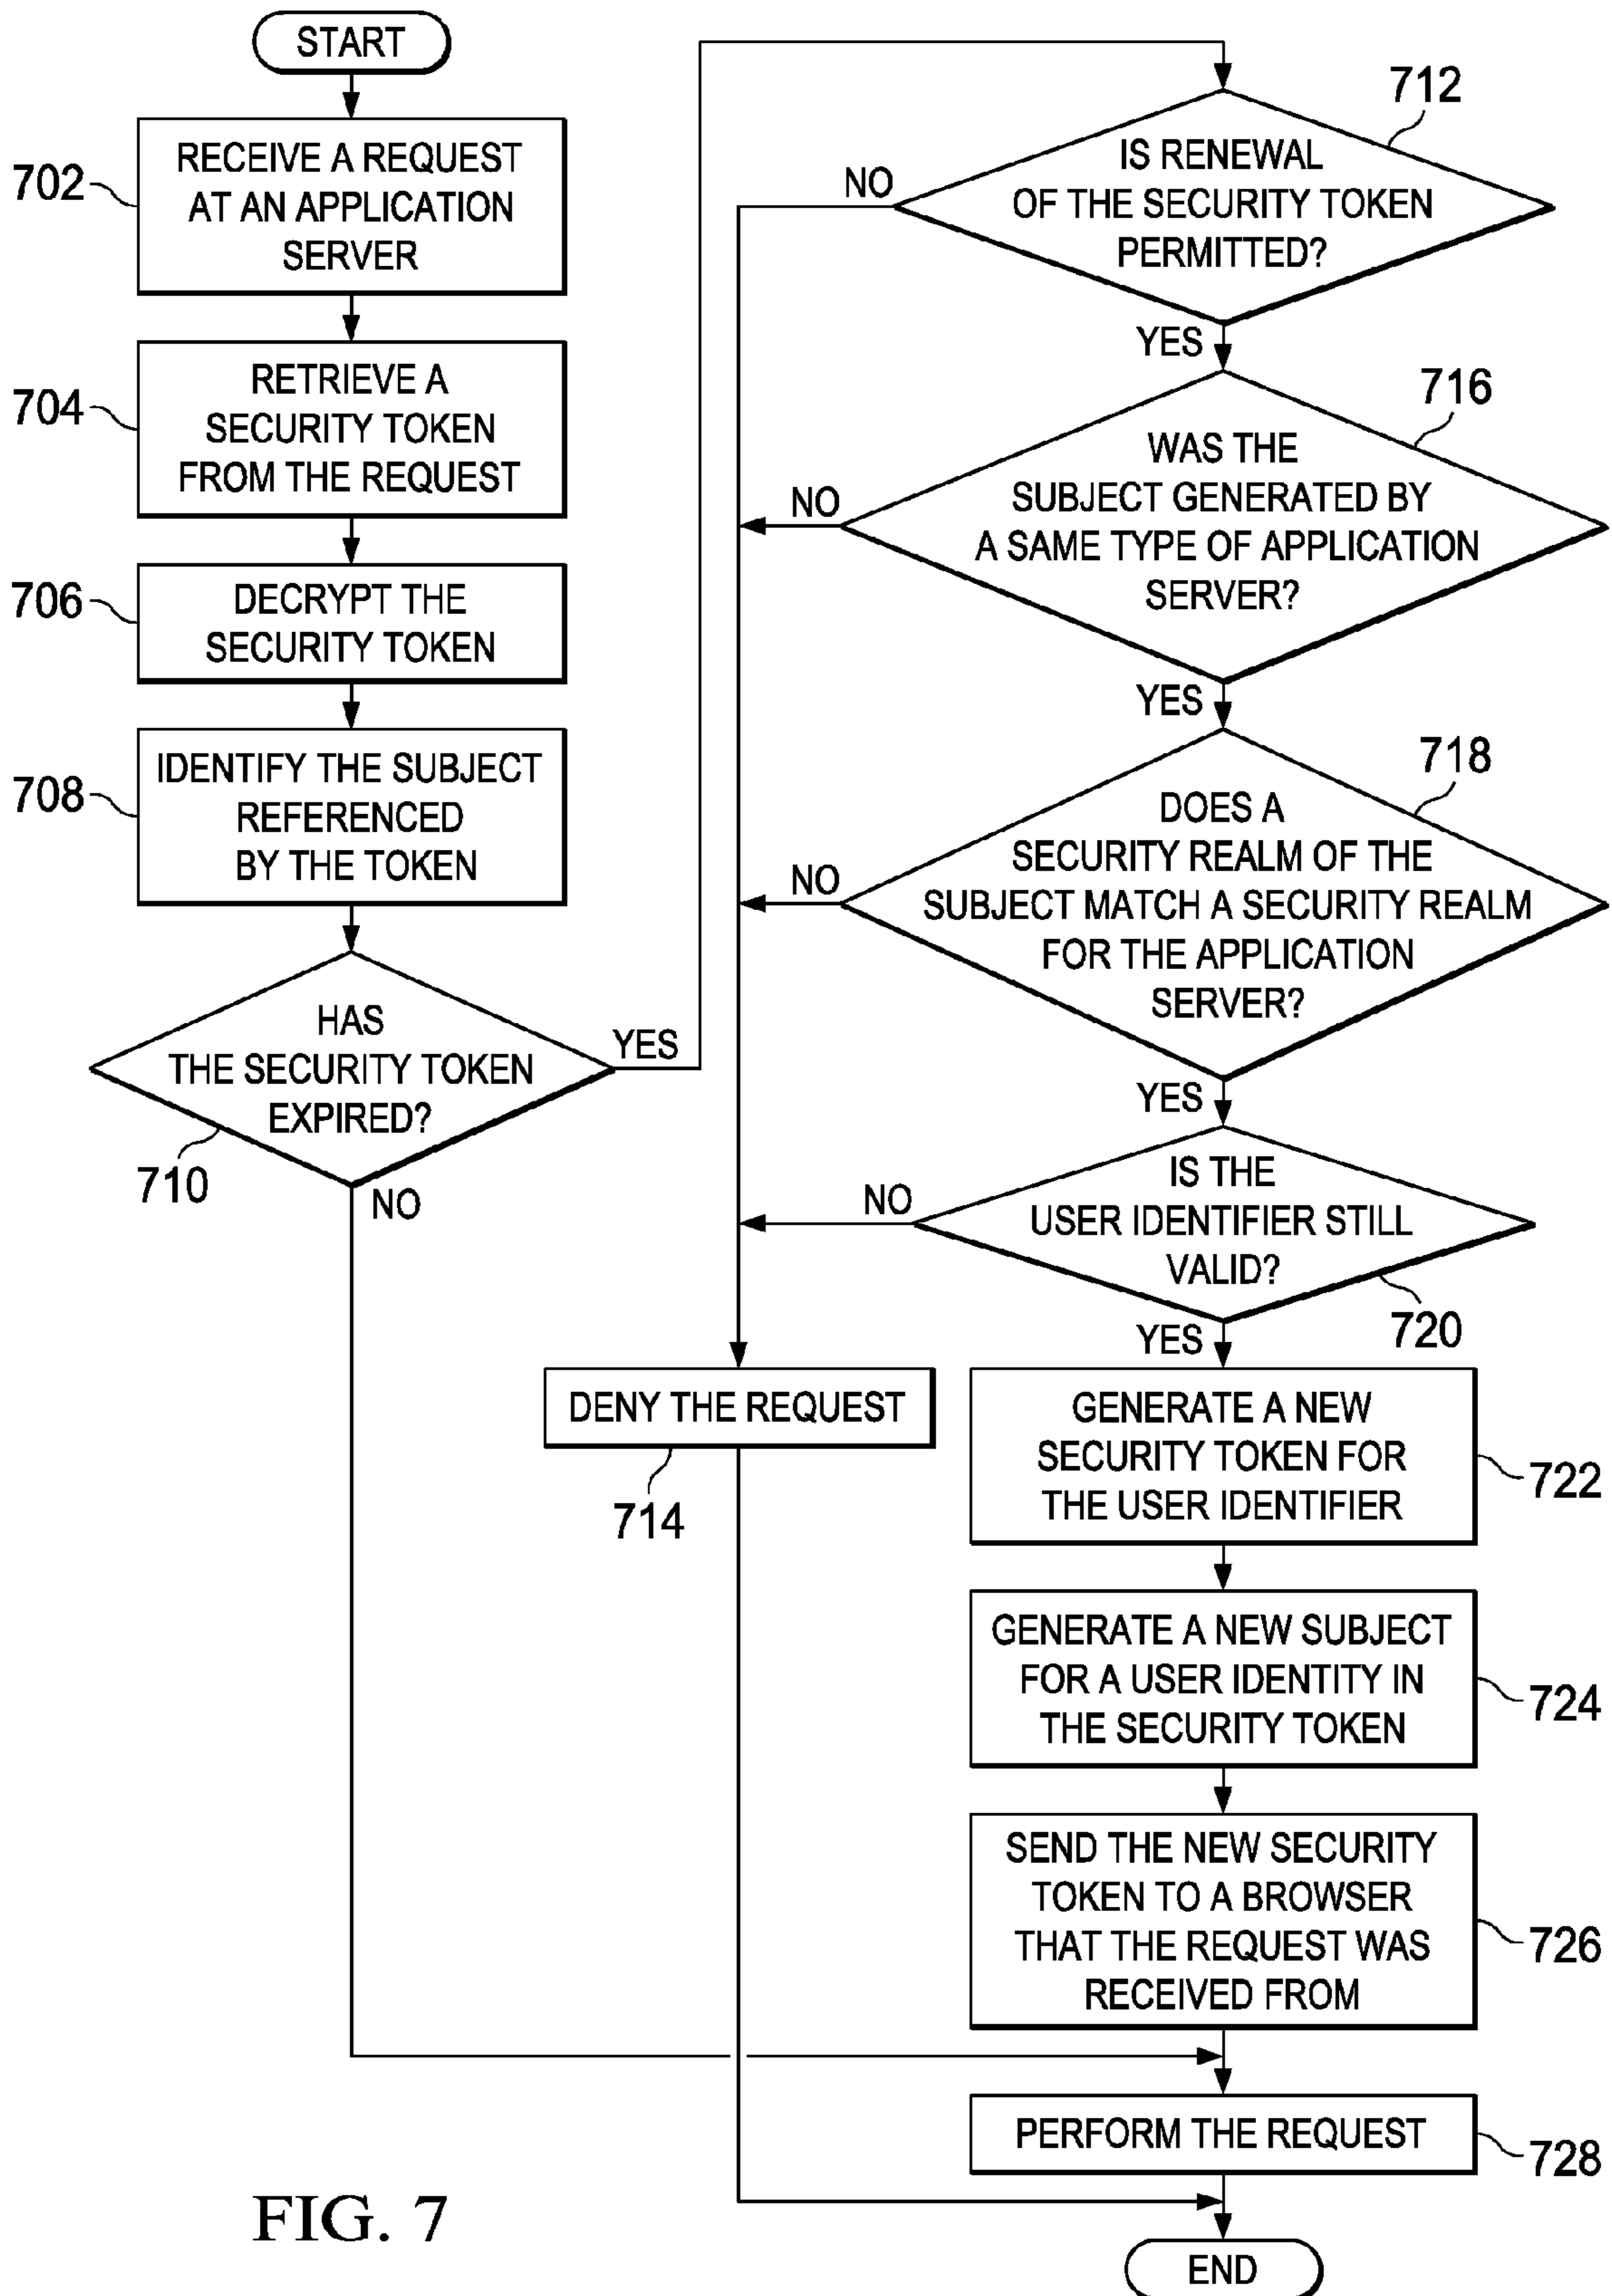 START
702
RECEIVE A REQUEST
AT AN APPLICATION
SERVER
704
RETRIEVE A
SECURITY TOKEN
FROM THE REQUEST
706
DECRYPT THE
SECURITY TOKEN
708
IDENTIFY THE SUBJECT
REFERENCED
BY THE TOKEN
HAS
THE SECURITY TOKEN
EXPIRED?
YES
710
NO
712
IS RENEWAL
OF THE SECURITY TOKEN
PERMITTED?
NO
YES
716
WAS THE
SUBJECT GENERATED BY
A SAME TYPE OF APPLICATION
SERVER?
NO
YES
718
DOES A
SECURITY REALM OF THE
SUBJECT MATCH A SECURITY REALM
FOR THE APPLICATION
SERVER?
NO
YES
IS THE
USER IDENTIFIER STILL
VALID?
NO
720
YES
DENY THE REQUEST
714
GENERATE A NEW
SECURITY TOKEN FOR
THE USER IDENTIFIER
722
GENERATE A NEW SUBJECT
FOR A USER IDENTITY IN
THE SECURITY TOKEN
724
SEND THE NEW SECURITY
TOKEN TO A BROWSER
THAT THE REQUEST WAS
RECEIVED FROM
726
PERFORM THE REQUEST
728
END
FIG. 7